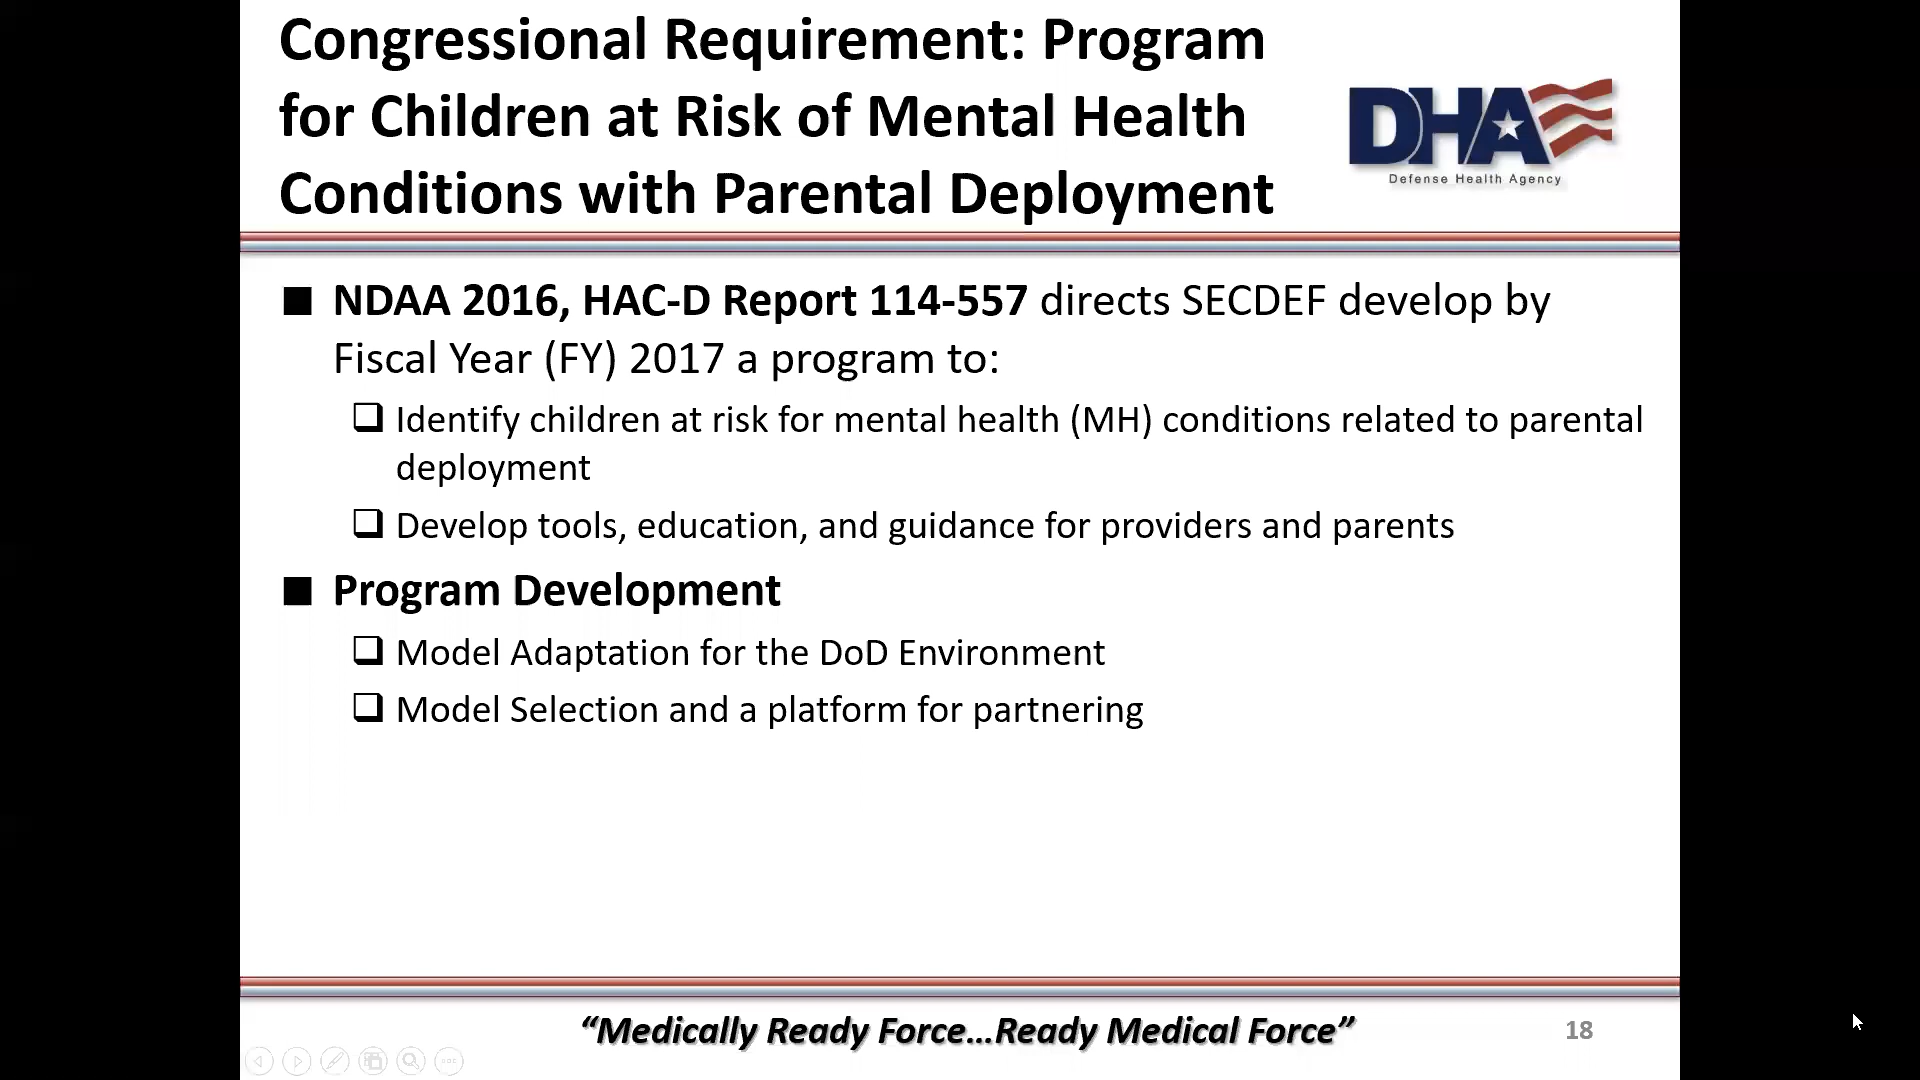 Congressional Requirement: Program
for Children at Risk of Mental Health
Conditions with Parental Deployment
DHA
Defense Health Agency
NDAA 2016, HAC-D Report 114-557 directs SECDEF develop by
Fiscal Year (FY) 2017 a program to:
Identify children at risk for mental health (MH) conditions related to parental
deployment
Develop tools, education, and guidance for providers and parents
Program Development
Model Adaptation for the DoD Environment
Model Selection and a platform for partnering
“Medically Ready Force...Ready Medical Force”
18